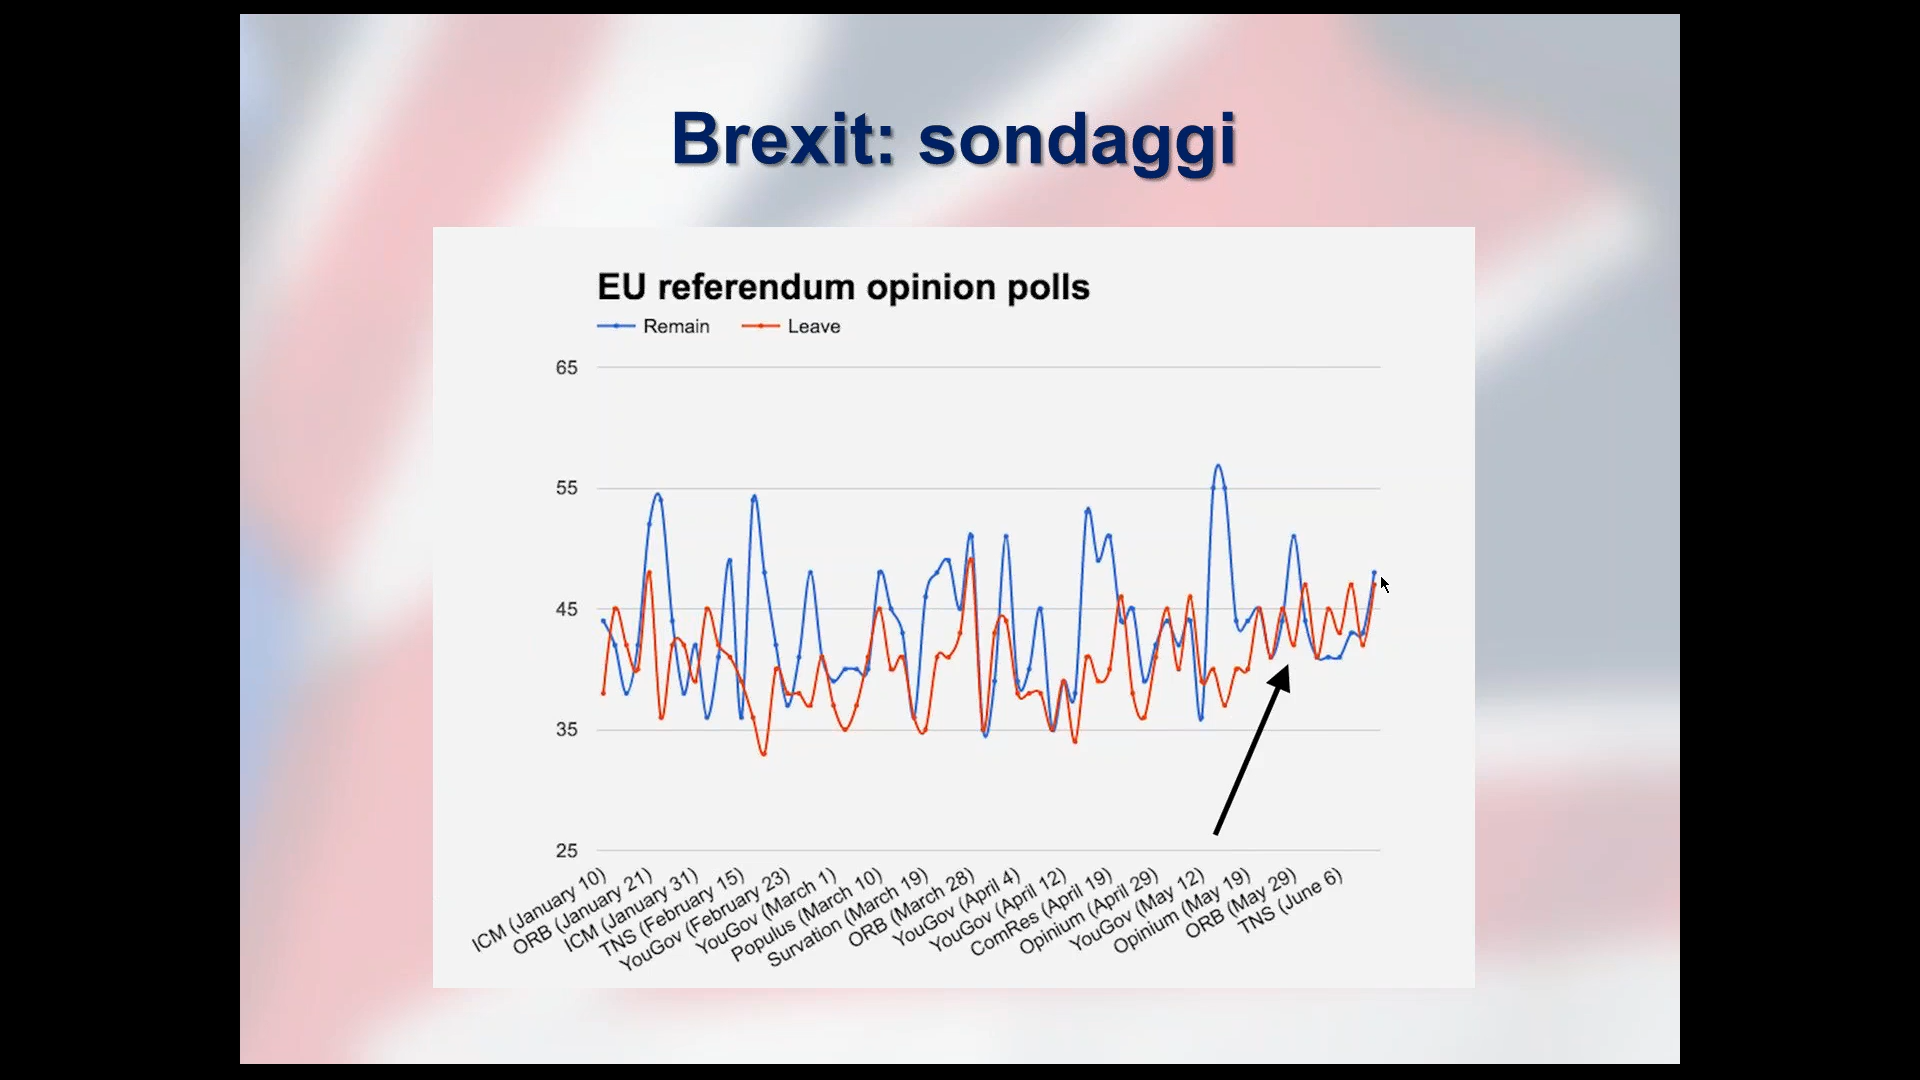 Brexit: sondaggi
EU referendum opinion polls
Remain Leave
65
55
45
35
25
ICM (January 10)
ORB (January 21)
ICM (January 31)
TNS (February 15)
YouGov (February 23)
YouGov (March 1)
Populus (March 10)
Survation (March 19)
ORB (March 28)
YouGov (April 4)
YouGov (April 12)
ComRes (April 19)
Opinium (April 29)
YouGov (May 12)
Opinium (May 19)
ORB (May 29)
TNS (June 6)